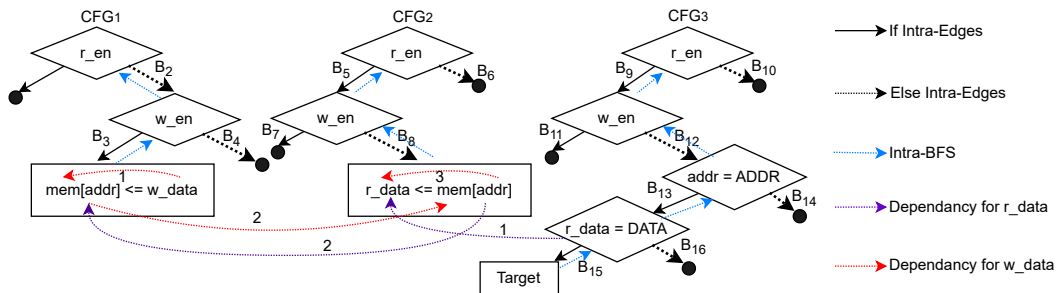 CFG1
CFG2
CFG3
r_en
r_en
r_en
If Intra-Edges
B2
B5
B6
B9
B10
Else Intra-Edges
w_en
w_en
w_en
B3
B4
B7
B8
B11
B12
Intra-BFS
1
mem[addr] <= w_data
3
r_data <= mem[addr]
addr = ADDR
B13
B14
Dependancy for r_data
2
1
r_data = DATA
2
B16
Target
B15
Dependancy for w_data